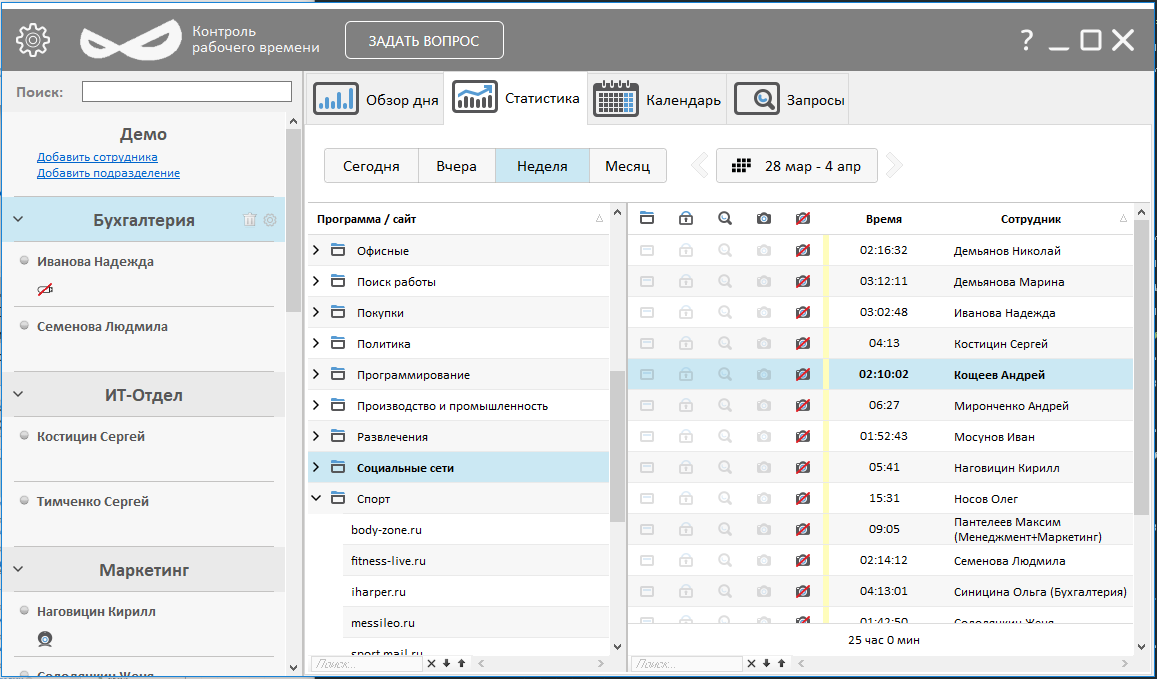 Контроль
рабочего времени
ЗАДАТЬ ВОПРОС
?
Поиск:
Демо
Добавить сотрудника
Добавить подразделение
Бухгалтерия
Иванова Надежда
Семенова Людмила
ИТ-Отдел
Костицин Сергей
Тимченко Сергей
Маркетинг
Наговицин Кирилл
Солодянкин Женя
Обзор дня
Статистика
Календарь
Запросы
Сегодня
Вчера
Неделя
Месяц
28 мар - 4 апр
Программа / сайт
Офисные
Поиск работы
Покупки
Политика
Программирование
Производство и промышленность
Развлечения
Социальные сети
Спорт
body-zone.ru
fitness-live.ru
iharper.ru
messileo.ru
sport.mail.ru
Поиск...
Время Сотрудник
02:16:32 Демьянов Николай
03:12:11 Демьянова Марина
03:02:48 Иванова Надежда
04:13 Костицин Сергей
02:10:02 Кощеев Андрей
06:27 Миронченко Андрей
01:52:43 Мосунов Иван
05:41 Наговицин Кирилл
15:31 Носов Олег
09:05 Пантелеев Максим
(Менеджмент+Маркетинг)
02:14:12 Семенова Людмила
04:13:01 Синицина Ольга (Бухгалтерия)
01:42:50 Солодянкин Женя
25 час 0 мин
Поиск...